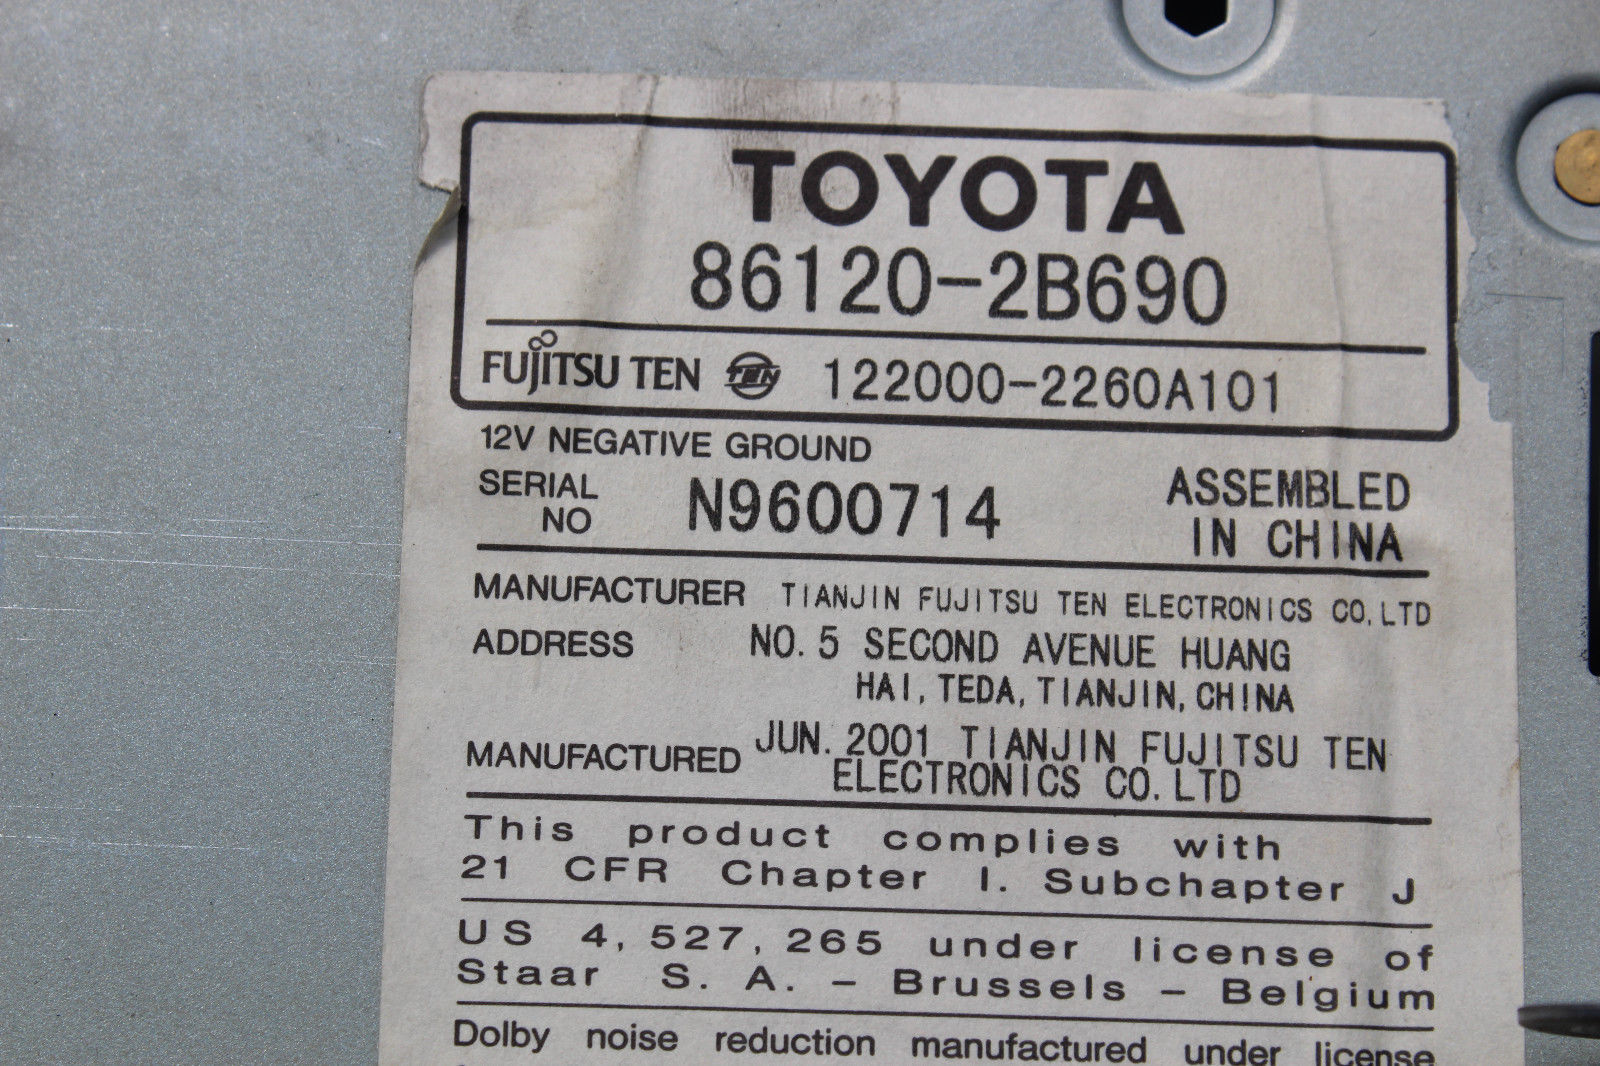 TOYOTA
86120-2B690
FUJITSU TEN TEN 122000-2260A101
12V NEGATIVE GROUND
SERIAL NO N9600714 ASSEMBLED IN CHINA
MANUFACTURER TIANJIN FUJITSU TEN ELECTRONICS CO,LTD
ADDRESS NO.5 SECOND AVENUE HUANG
HAI,TEDA,TIANJIN,CHINA
MANUFACTURED JUN.2001 TIANJIN FUJITSU TEN
ELECTRONICS CO.LTD
This product complies with
21 CFR Chapter I. Subchapter J
US 4,527,265 under license of
Staar S.A. - Brussels - Belgium
Dolby noise reduction manufactured under license